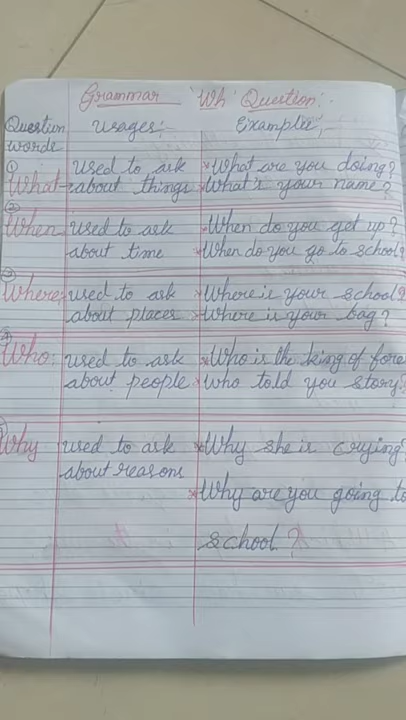 Grammar 'Wh' Question:-
Question words Usages:- Examples,
① What used to ask about things
* What are you doing?
* What's your name?
② When used to ask about time
* When do you get up?
* When do you go to school?
③ Where used to ask about places
* Where is your school?
* Where is your bag?
④ Who used to ask about people
* Who is the king of fore
* Who told you story?
Why used to ask about reasons
* Why she is crying?
* Why are you going to
school ?